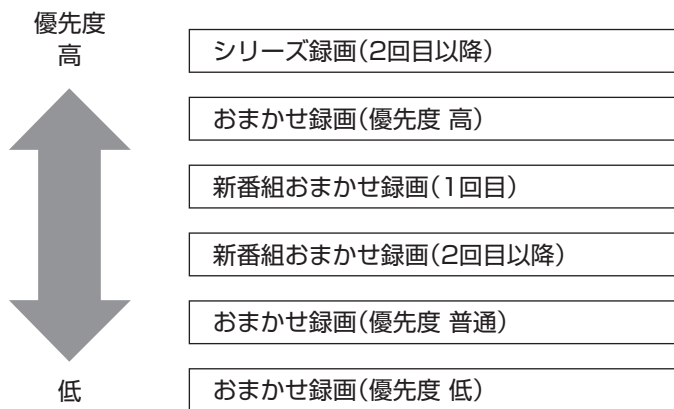 優先度
高
シリーズ録画(2回目以降)
おまかせ録画(優先度 高)
新番組おまかせ録画(1回目)
新番組おまかせ録画(2回目以降)
おまかせ録画(優先度 普通)
低
おまかせ録画(優先度 低)